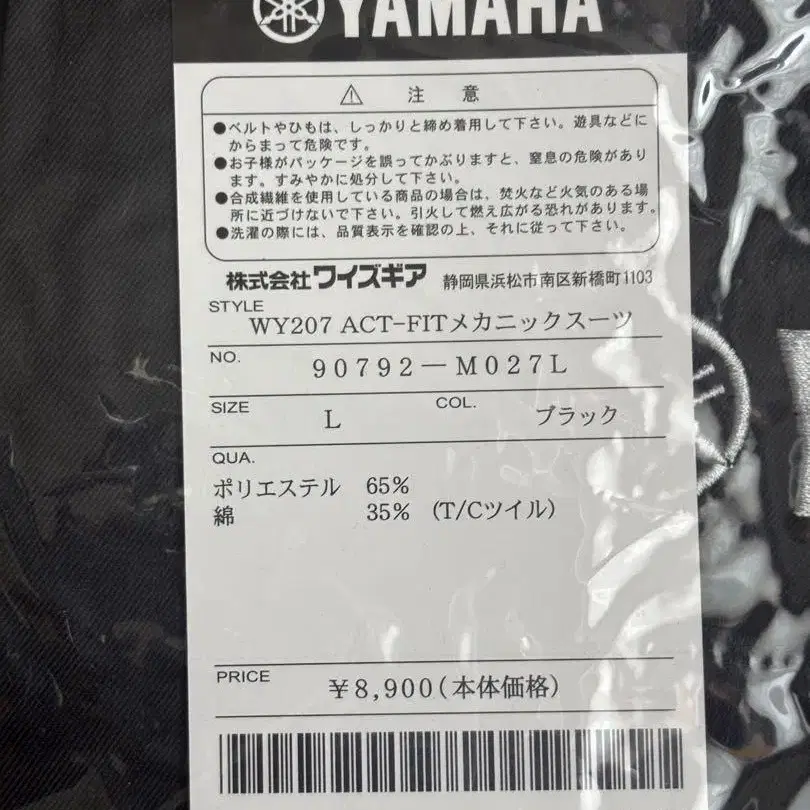 YAMAHA
⚠ 注意
●ベルトやひもは、しっかりと締め着用して下さい。遊具などに
からまって危険です。
●お子様がパッケージを誤ってかぶりますと、窒息の危険があり
ます。すみやかに処分して下さい。
●合成繊維を使用している商品の場合は、焚火など火気のある場
所に近づけないで下さい。引火して燃え広がる恐れがあります。
●洗濯の際には、品質表示を確認の上、それに従って下さい。
株式会社ワイズギア 静岡県浜松市南区新橋町1103
STYLE
WY207 ACT-FITメカニックスーツ
NO.
90792-M027L
SIZE L COL. ブラック
QUA.
ポリエステル 65%
綿 35% (T/Cツイル)
PRICE
¥8,900(本体価格)